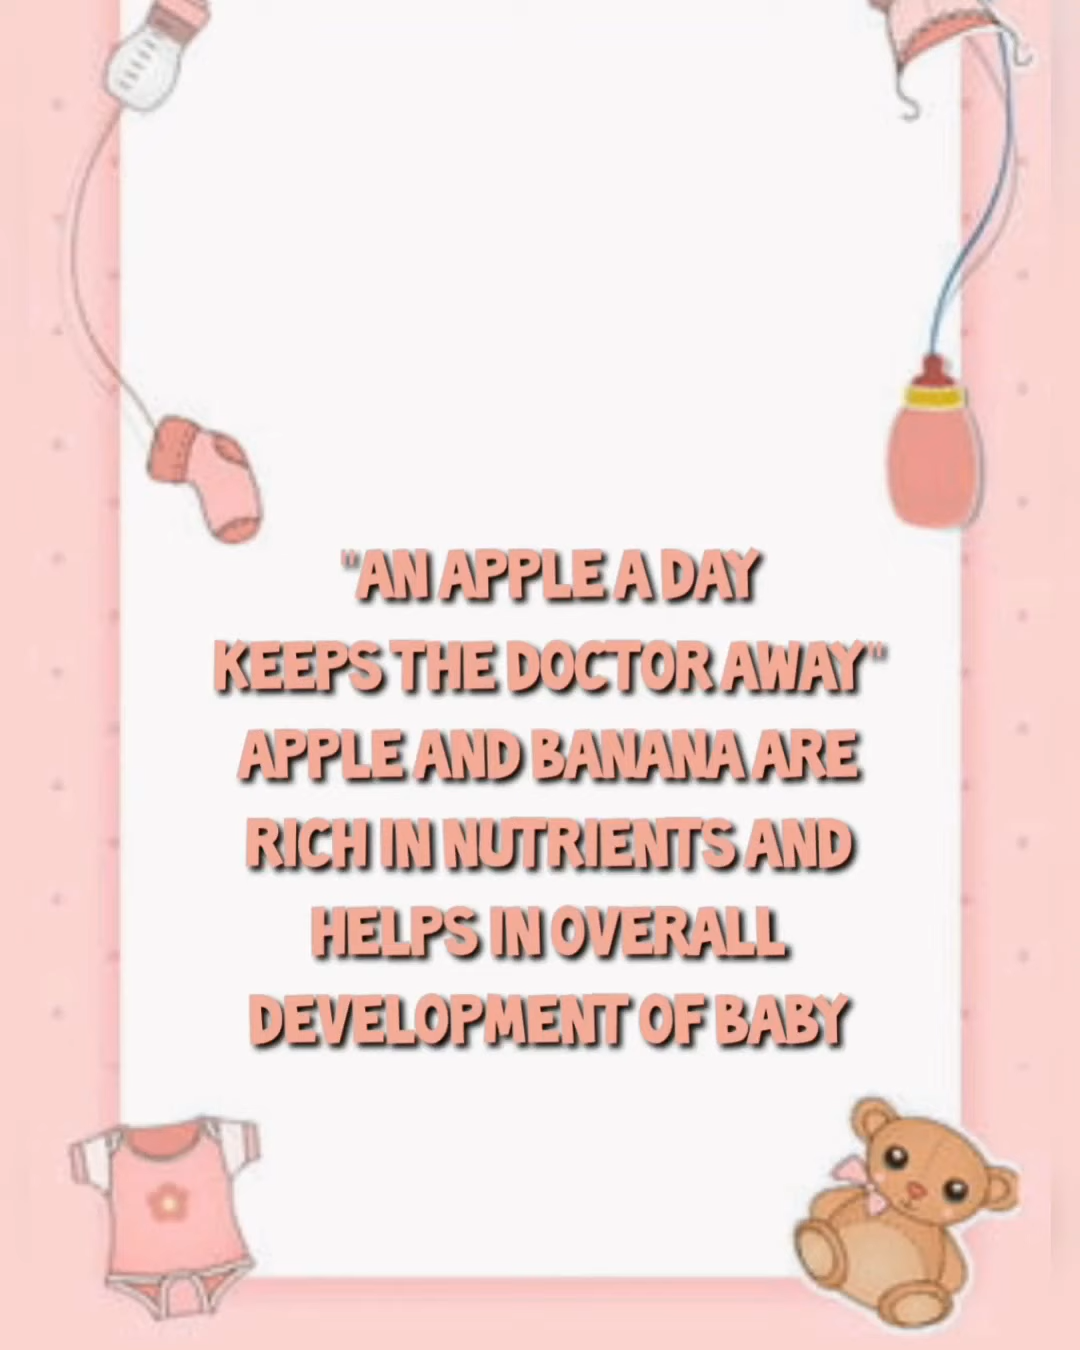 "AN APPLE A DAY
KEEPS THE DOCTOR AWAY"
APPLE AND BANANA ARE
RICH IN NUTRIENTS AND
HELPS IN OVERALL
DEVELOPMENT OF BABY